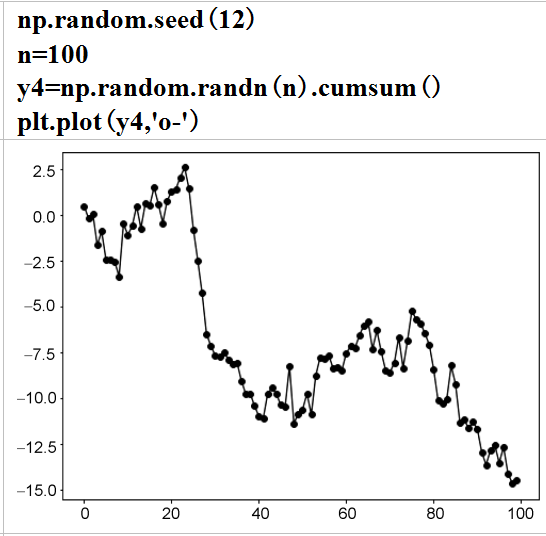 np.random.seed(12)
n=100
y4=np.random.randn(n).cumsum()
plt.plot(y4,'o-')
2.5
0.0
−2.5
−5.0
−7.5
−10.0
−12.5
−15.0
0 20 40 60 80 100